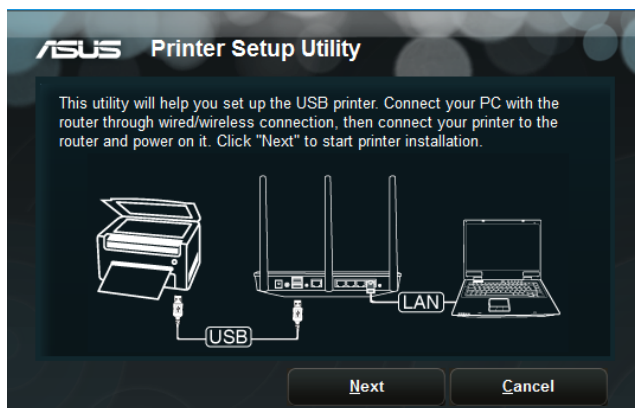 ASUS Printer Setup Utility
This utility will help you set up the USB printer. Connect your PC with the
router through wired/wireless connection, then connect your printer to the
router and power on it. Click "Next" to start printer installation.
LAN
USB
Next Cancel